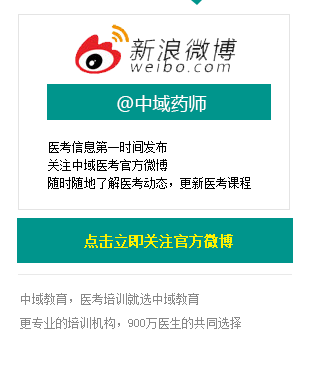 新浪微博
weibo.com
@中域药师
医考信息第一时间发布
关注中域医考官方微博
随时随地了解医考动态，更新医考课程
点击立即关注官方微博
中域教育，医考培训就选中域教育
更专业的培训机构，900万医生的共同选择